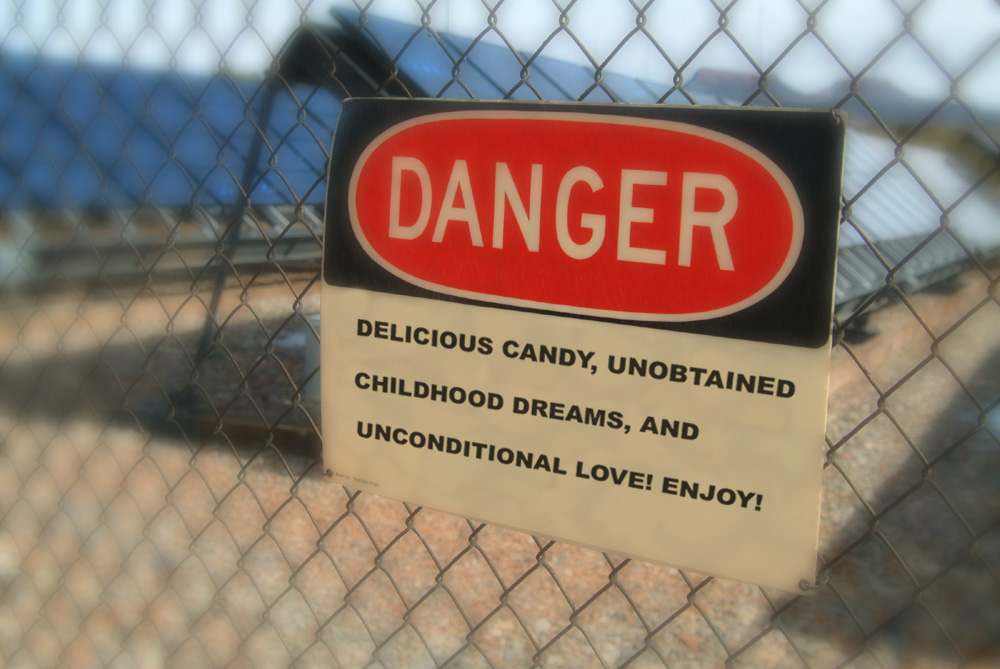 DANGER
DELICIOUS CANDY, UNOBTAINED
CHILDHOOD DREAMS, AND
UNCONDITIONAL LOVE! ENJOY!